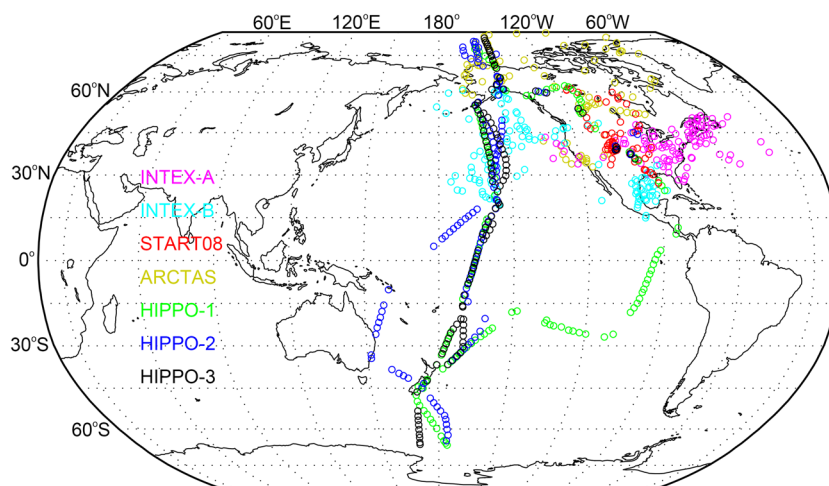 60°E 120°E 180° 120°W 60°W
60°N
30°N
INTEX-A
INTEX-B
START08
0°
ARCTAS
HIPPO-1
30°S
HIPPO-2
HIPPO-3
60°S